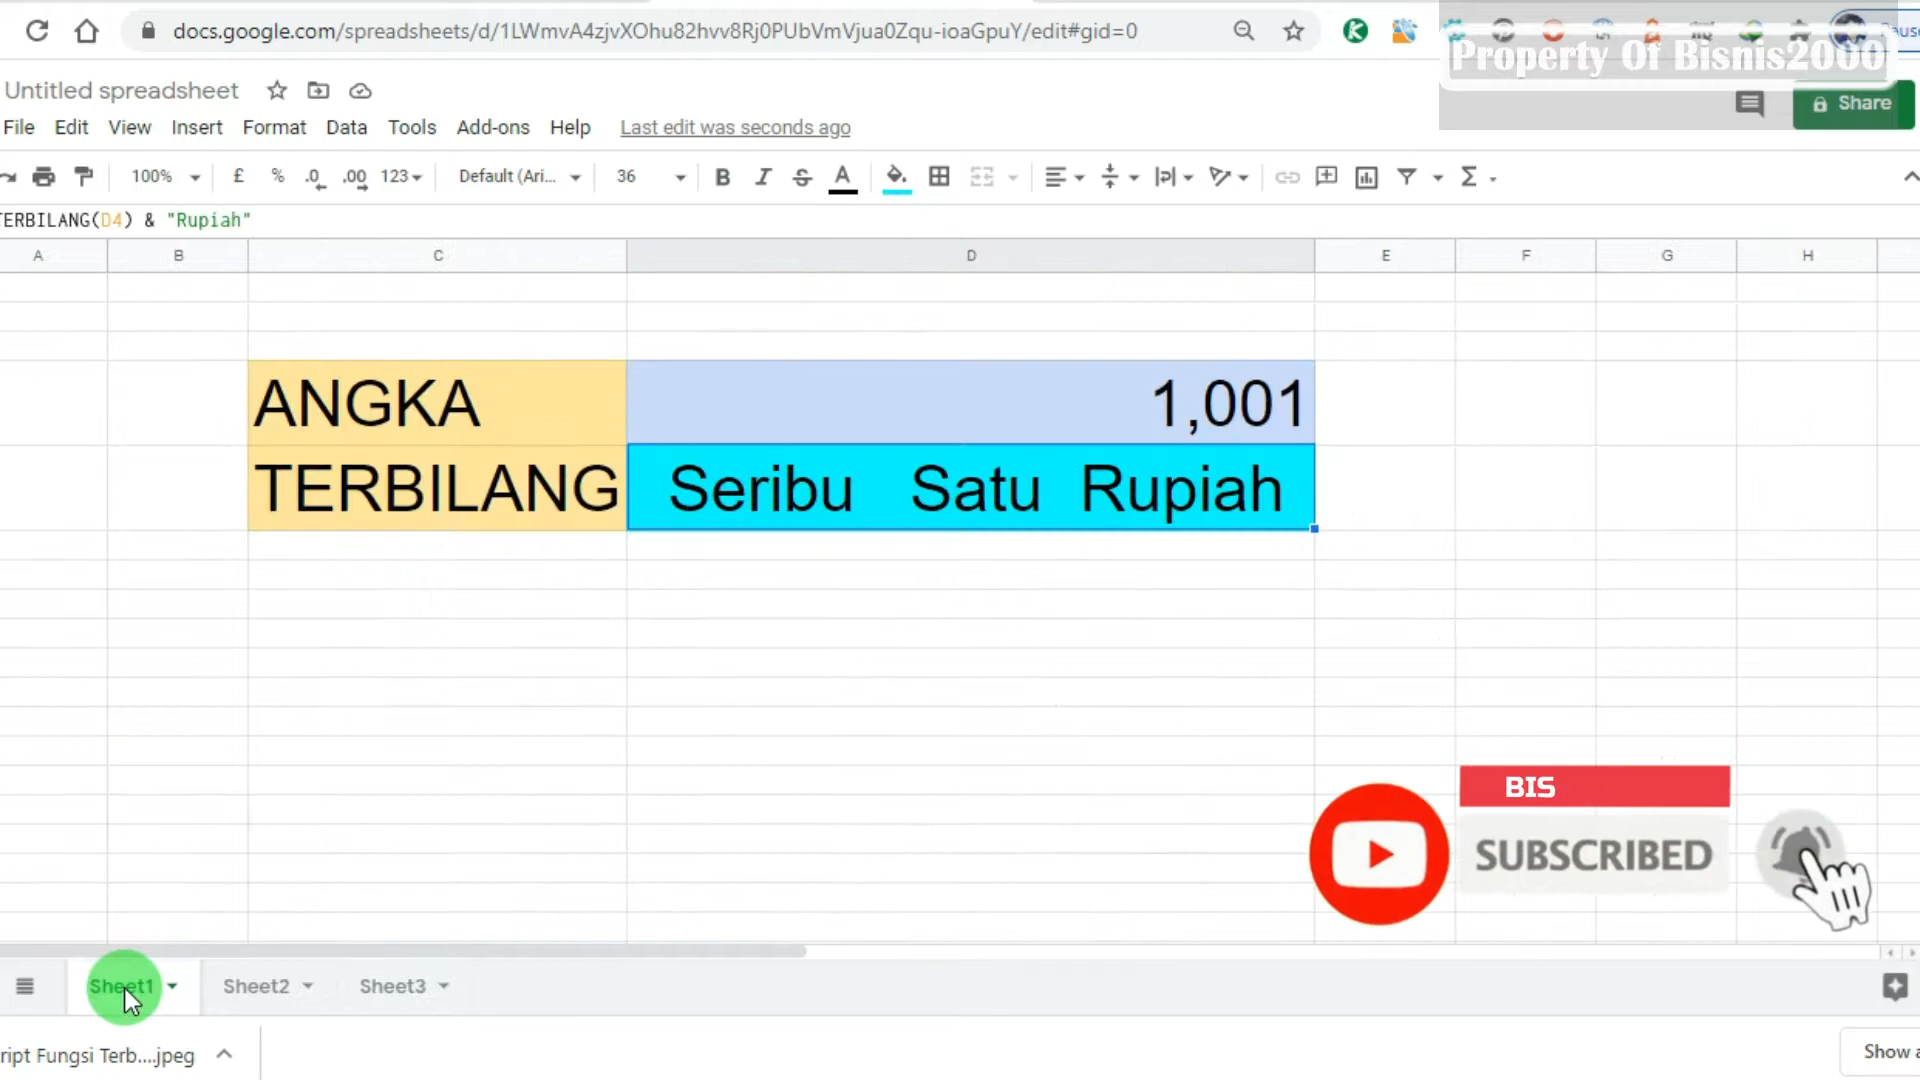 docs.google.com/spreadsheets/d/1LWmvA4zjvXOhu82hvv8Rj0PUbVmVjua0Zqu-ioaGpuY/edit#gid=0
Property Of Bisnis2000
Untitled spreadsheet
Share
File Edit View Insert Format Data Tools Add-ons Help Last edit was seconds ago
100% £ % .0 .00 123 Default (Ari... 36 B I S A Σ
TERBILANG(D4) & "Rupiah"
A B C D E F G H
ANGKA 1,001
TERBILANG Seribu Satu Rupiah
BIS
SUBSCRIBED
Sheet1 Sheet2 Sheet3
ript Fungsi Terb....jpeg
Show a